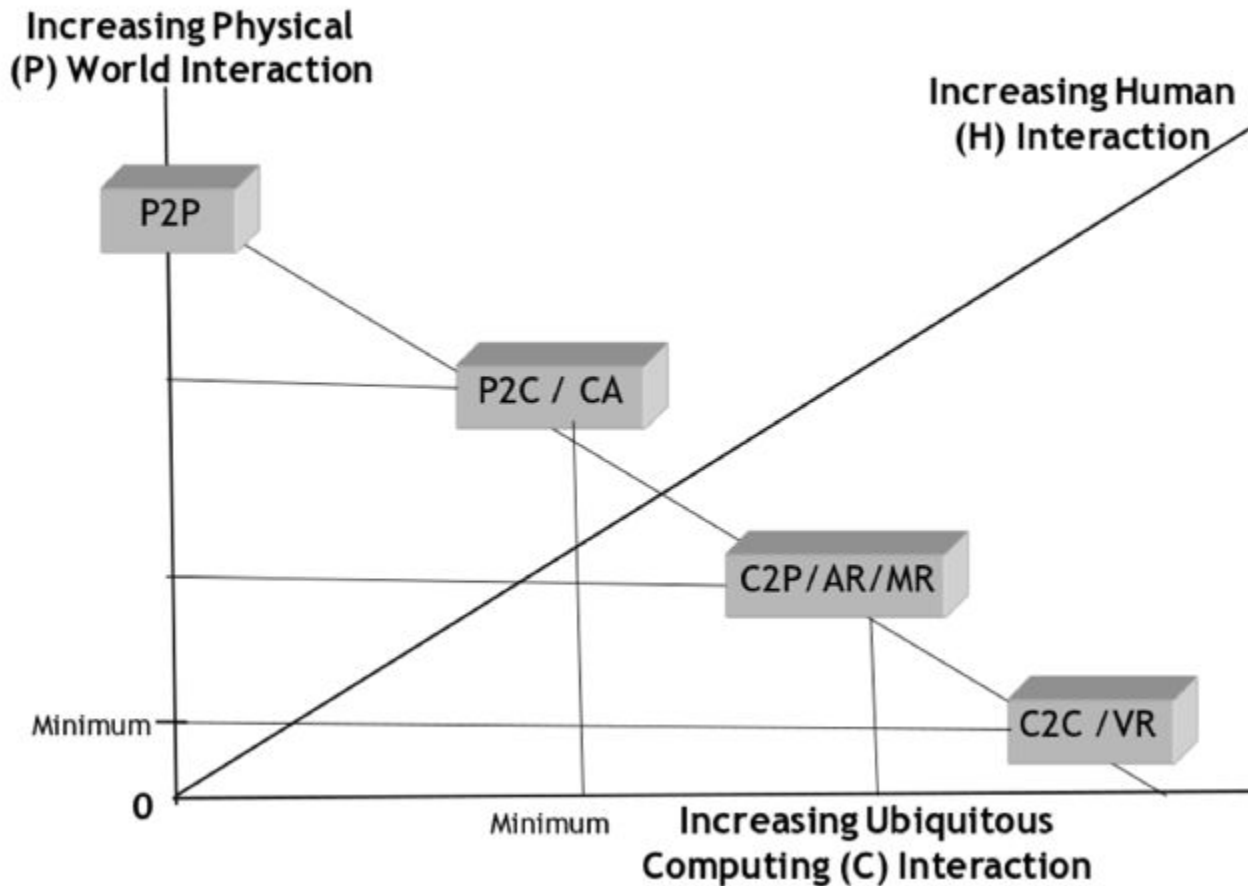 Increasing Physical
(P) World Interaction
Increasing Human
(H) Interaction
P2P
P2C / CA
C2P/AR/MR
C2C /VR
Minimum
0
Minimum
Increasing Ubiquitous
Computing (C) Interaction